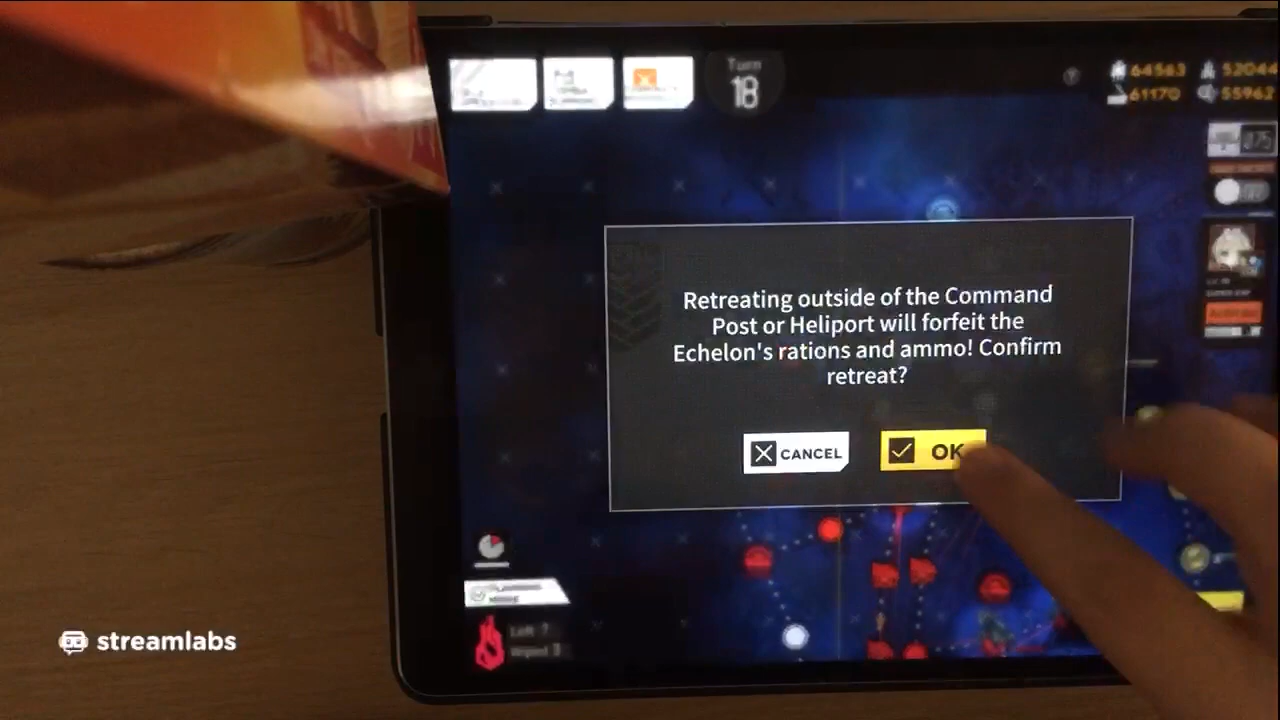 Turn
18
64563
52044
61170
55962
Retreating outside of the Command
Post or Heliport will forfeit the
Echelon's rations and ammo! Confirm
retreat?
CANCEL
OK
streamlabs